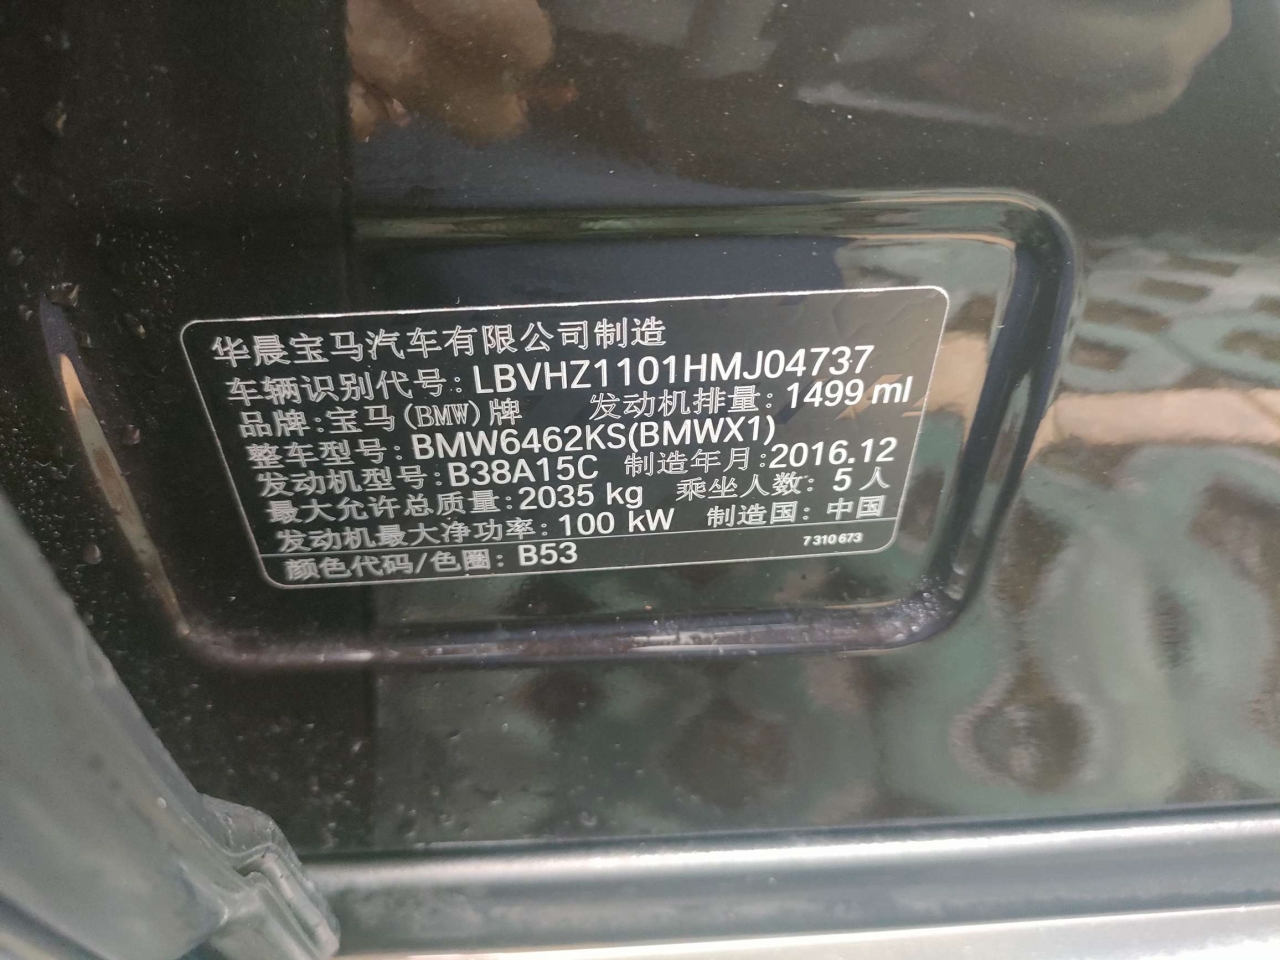 华晨宝马汽车有限公司制造
车辆识别代号: LBVHZ1101HMJ04737
品牌: 宝马(BMW)牌 发动机排量: 1499 ml
整车型号: BMW6462KS(BMWX1)
发动机型号: B38A15C 制造年月: 2016.12
最大允许总质量: 2035 kg 乘坐人数: 5 人
发动机最大净功率: 100 kW 制造国: 中国
颜色代码/色圈: B53 7 310 673